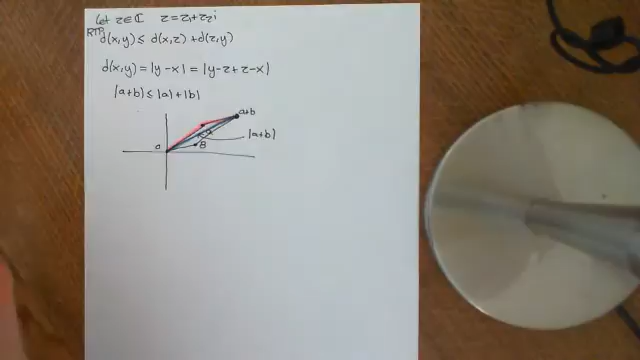 Let z∈ℂ z = z₁+z₂i
RTP d(x,y) ≤ d(x,z) + d(z,y)
d(x,y) = |y-x| = |y-z+z-x|
|a+b| ≤ |a|+|b|
a+b
|a+b|
0
a
B